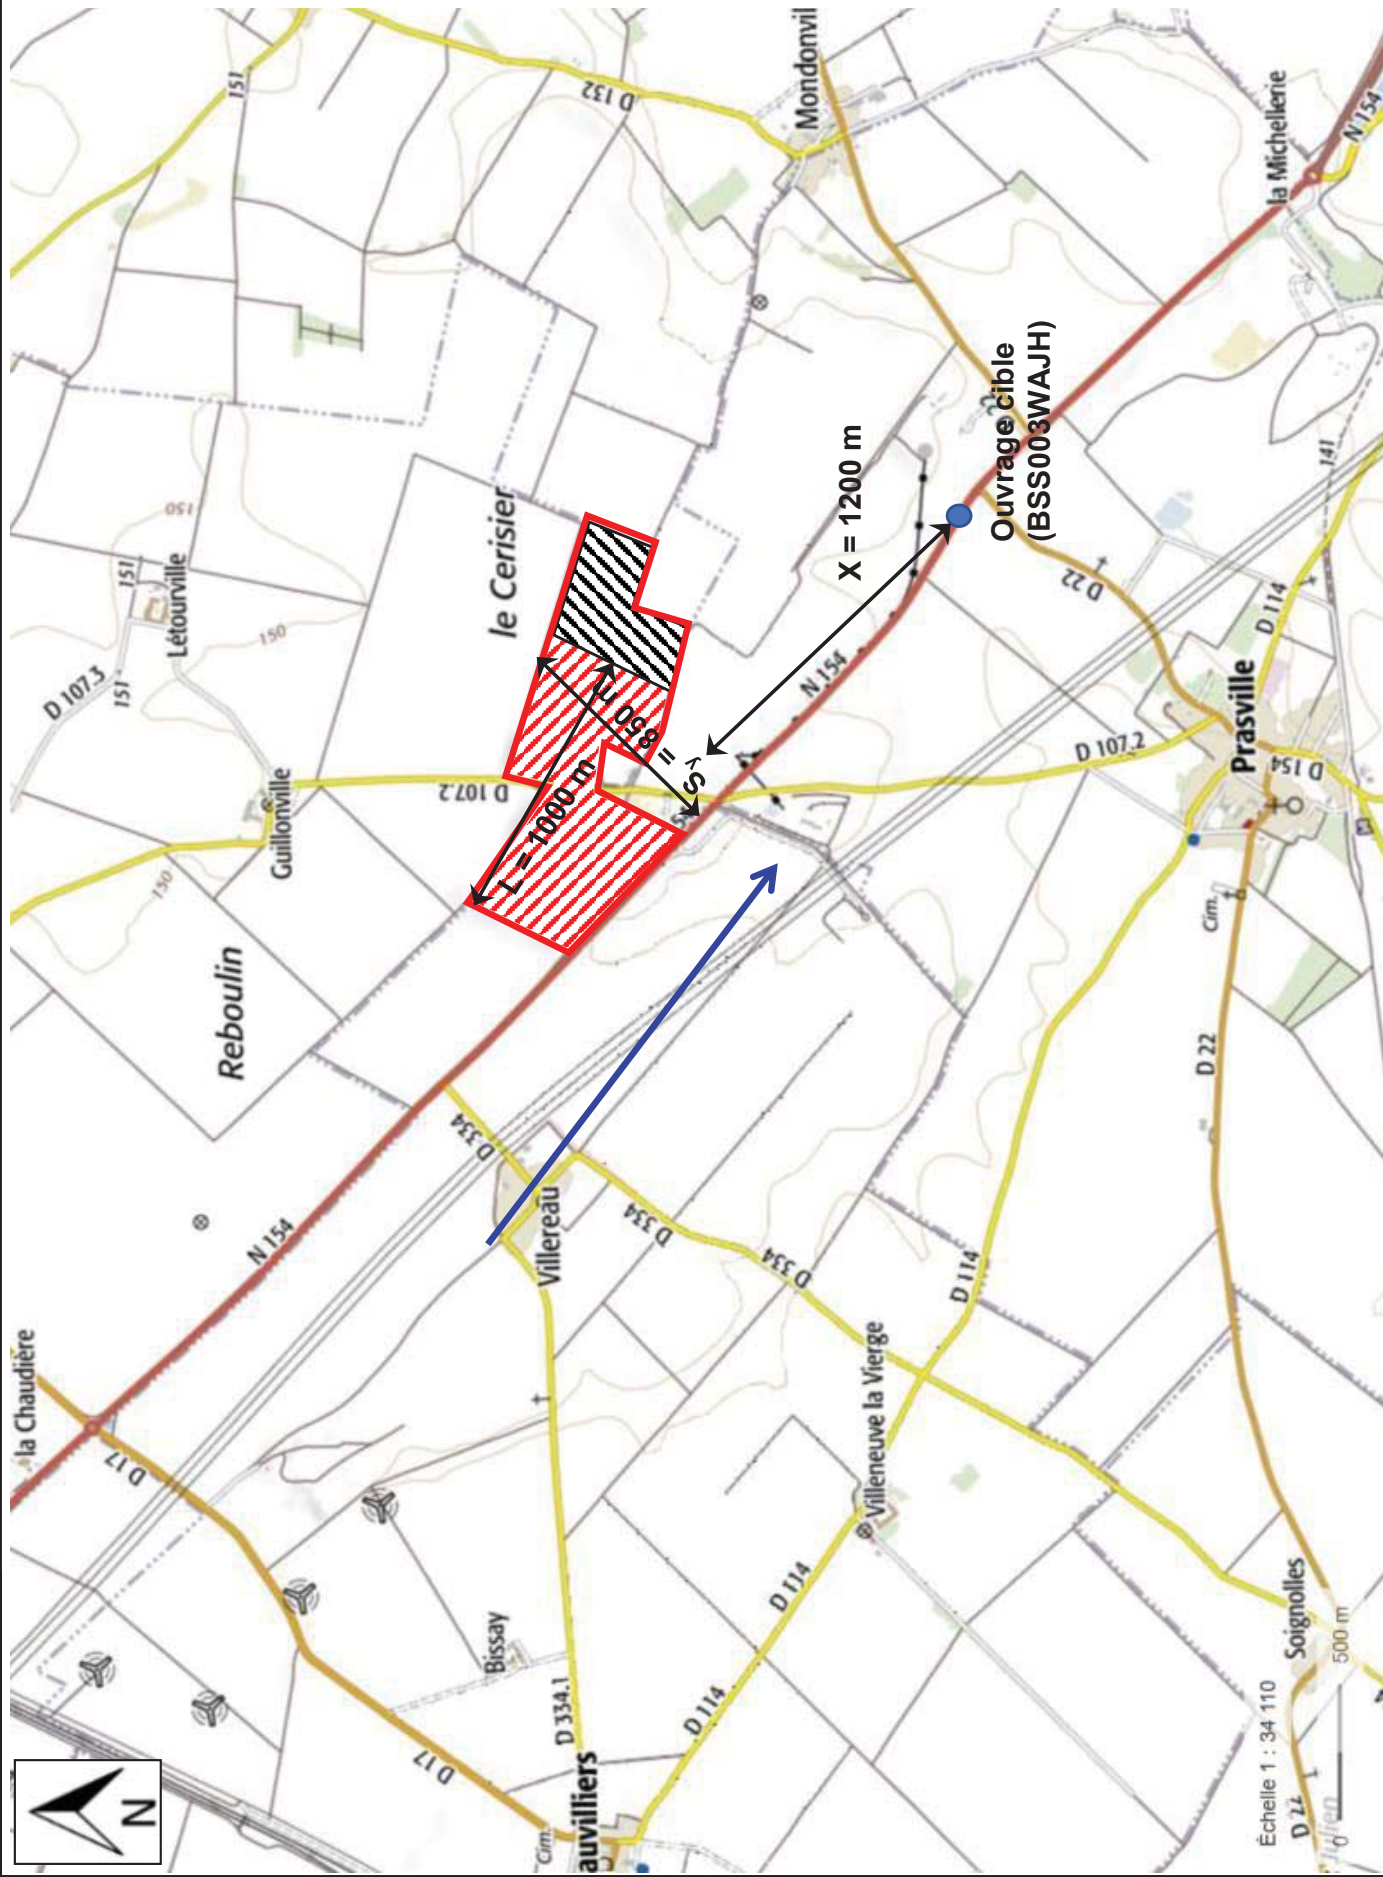 la Chaudière
D 17
N 154
Reboulin
Guillonville
150
D 107.3
151
151
Létourville
150
150
151
D 132
le Cerisier
D 107.2
L = 1000 m
Sy = 850 m
X = 1200 m
Mondonvil
Ouvrage cible
(BSS003WAJH)
la Michellerie
N 154
N 154
D 22
D 114
141
D 107.2
Prasville
D 154
Cim.
D 22
D 334
Villereau
D 334
D 334
D 114
Villeneuve la Vierge
D 114
D 114
Bissay
D 334.1
D 17
Cim.
auvilliers
Soignolles
D 22
N
Échelle 1 : 34 110
0
500 m